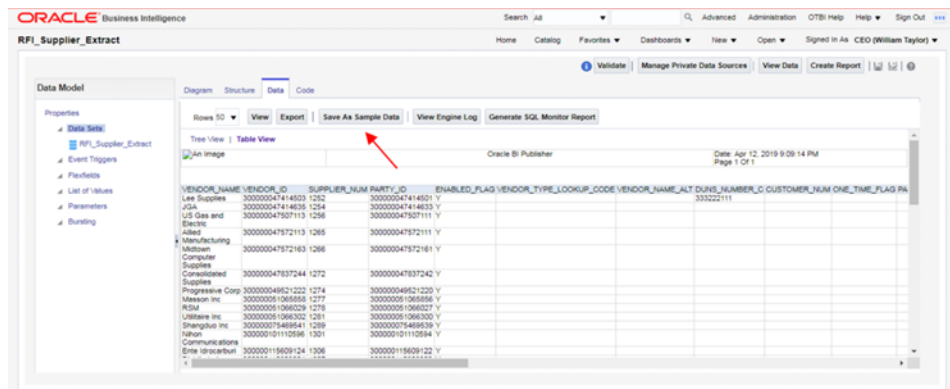 ORACLE Business Intelligence Search All Advanced Administration OTBI Help Help Sign Out
RFI_Supplier_Extract Home Catalog Favorites Dashboards New Open Signed In As CEO (William Taylor)
Validate Manage Private Data Sources View Data Create Report
Data Model Diagram Structure Data Code
Properties
Data Sets
RFI_Supplier_Extract
Event Triggers
Flexfields
List of Values
Parameters
Bursting
Rows 50 View Export Save As Sample Data View Engine Log Generate SQL Monitor Report
Tree View | Table View
An Image Oracle BI Publisher Date: Apr 12, 2019 9:09:14 PM
Page 1 Of 1
VENDOR_NAME VENDOR_ID SUPPLIER_NUM PARTY_ID ENABLED_FLAG VENDOR_TYPE_LOOKUP_CODE VENDOR_NAME_ALT DUNS_NUMBER_C CUSTOMER_NUM ONE_TIME_FLAG PA
Lee Supplies 300000047414503 1252 300000047414501 Y 333222111
JGA 300000047414635 1254 300000047414633 Y
US Gas and 300000047507113 1256 300000047507111 Y
Electric
Allied 300000047572113 1265 300000047572111 Y
Manufacturing
Midtown 300000047572163 1266 300000047572161 Y
Computer
Supplies
Consolidated 300000047837244 1272 300000047837242 Y
Supplies
Progressive Corp 300000049521222 1274 300000049521220 Y
Masson Inc 300000051065858 1277 300000051065856 Y
RSM 300000051066029 1278 300000051066027 Y
Utilitaire Inc 300000051066302 1281 300000051066300 Y
Shangduo Inc 300000075469541 1289 300000075469539 Y
Nihon 300000101110596 1301 300000101110594 Y
Communications
Ente Idrocarburi 300000115609124 1306 300000115609122 Y